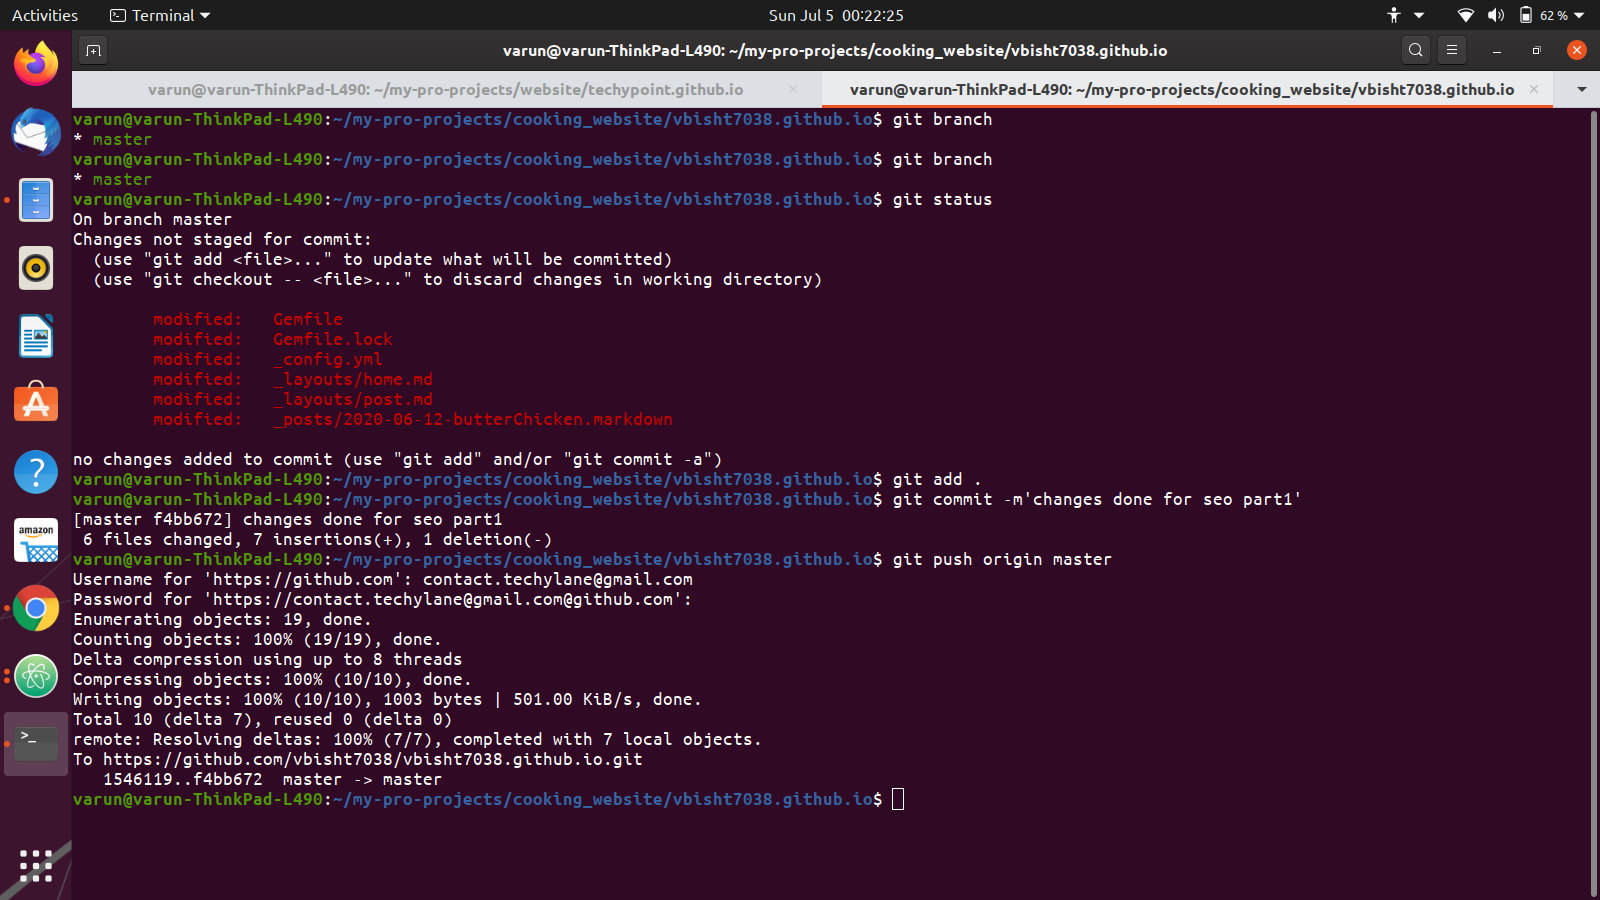 Activities Terminal Sun Jul 5 00:22:25 62 %
varun@varun-ThinkPad-L490: ~/my-pro-projects/cooking_website/vbisht7038.github.io
varun@varun-ThinkPad-L490: ~/my-pro-projects/website/techypoint.github.io × varun@varun-ThinkPad-L490: ~/my-pro-projects/cooking_website/vbisht7038.github.io ×
varun@varun-ThinkPad-L490:~/my-pro-projects/cooking_website/vbisht7038.github.io$ git branch
* master
varun@varun-ThinkPad-L490:~/my-pro-projects/cooking_website/vbisht7038.github.io$ git branch
* master
varun@varun-ThinkPad-L490:~/my-pro-projects/cooking_website/vbisht7038.github.io$ git status
On branch master
Changes not staged for commit:
  (use "git add <file>..." to update what will be committed)
  (use "git checkout -- <file>..." to discard changes in working directory)
        modified:   Gemfile
        modified:   Gemfile.lock
        modified:   _config.yml
        modified:   _layouts/home.md
        modified:   _layouts/post.md
        modified:   _posts/2020-06-12-butterChicken.markdown
no changes added to commit (use "git add" and/or "git commit -a")
varun@varun-ThinkPad-L490:~/my-pro-projects/cooking_website/vbisht7038.github.io$ git add .
varun@varun-ThinkPad-L490:~/my-pro-projects/cooking_website/vbisht7038.github.io$ git commit -m'changes done for seo part1'
[master f4bb672] changes done for seo part1
 6 files changed, 7 insertions(+), 1 deletion(-)
varun@varun-ThinkPad-L490:~/my-pro-projects/cooking_website/vbisht7038.github.io$ git push origin master
Username for 'https://github.com': contact.techylane@gmail.com
Password for 'https://contact.techylane@gmail.com@github.com':
Enumerating objects: 19, done.
Counting objects: 100% (19/19), done.
Delta compression using up to 8 threads
Compressing objects: 100% (10/10), done.
Writing objects: 100% (10/10), 1003 bytes | 501.00 KiB/s, done.
Total 10 (delta 7), reused 0 (delta 0)
remote: Resolving deltas: 100% (7/7), completed with 7 local objects.
To https://github.com/vbisht7038/vbisht7038.github.io.git
   1546119..f4bb672  master -> master
varun@varun-ThinkPad-L490:~/my-pro-projects/cooking_website/vbisht7038.github.io$
amazon